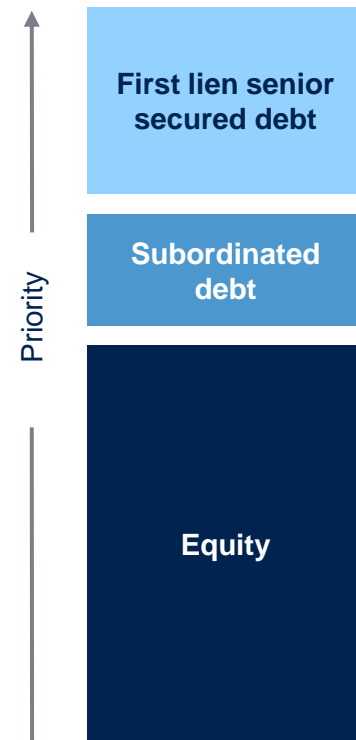 First lien senior
secured debt
Subordinated
debt
Priority
Equity